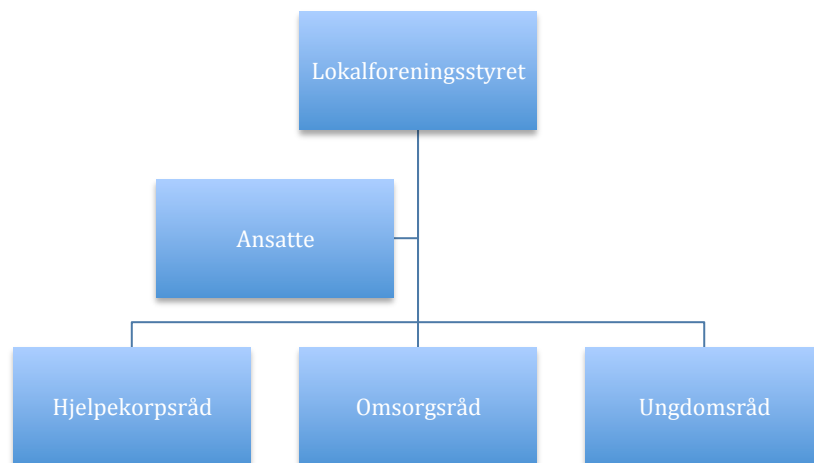 Lokalforeningsstyret
Ansatte
Hjelpekorpsråd
Omsorgsråd
Ungdomsråd